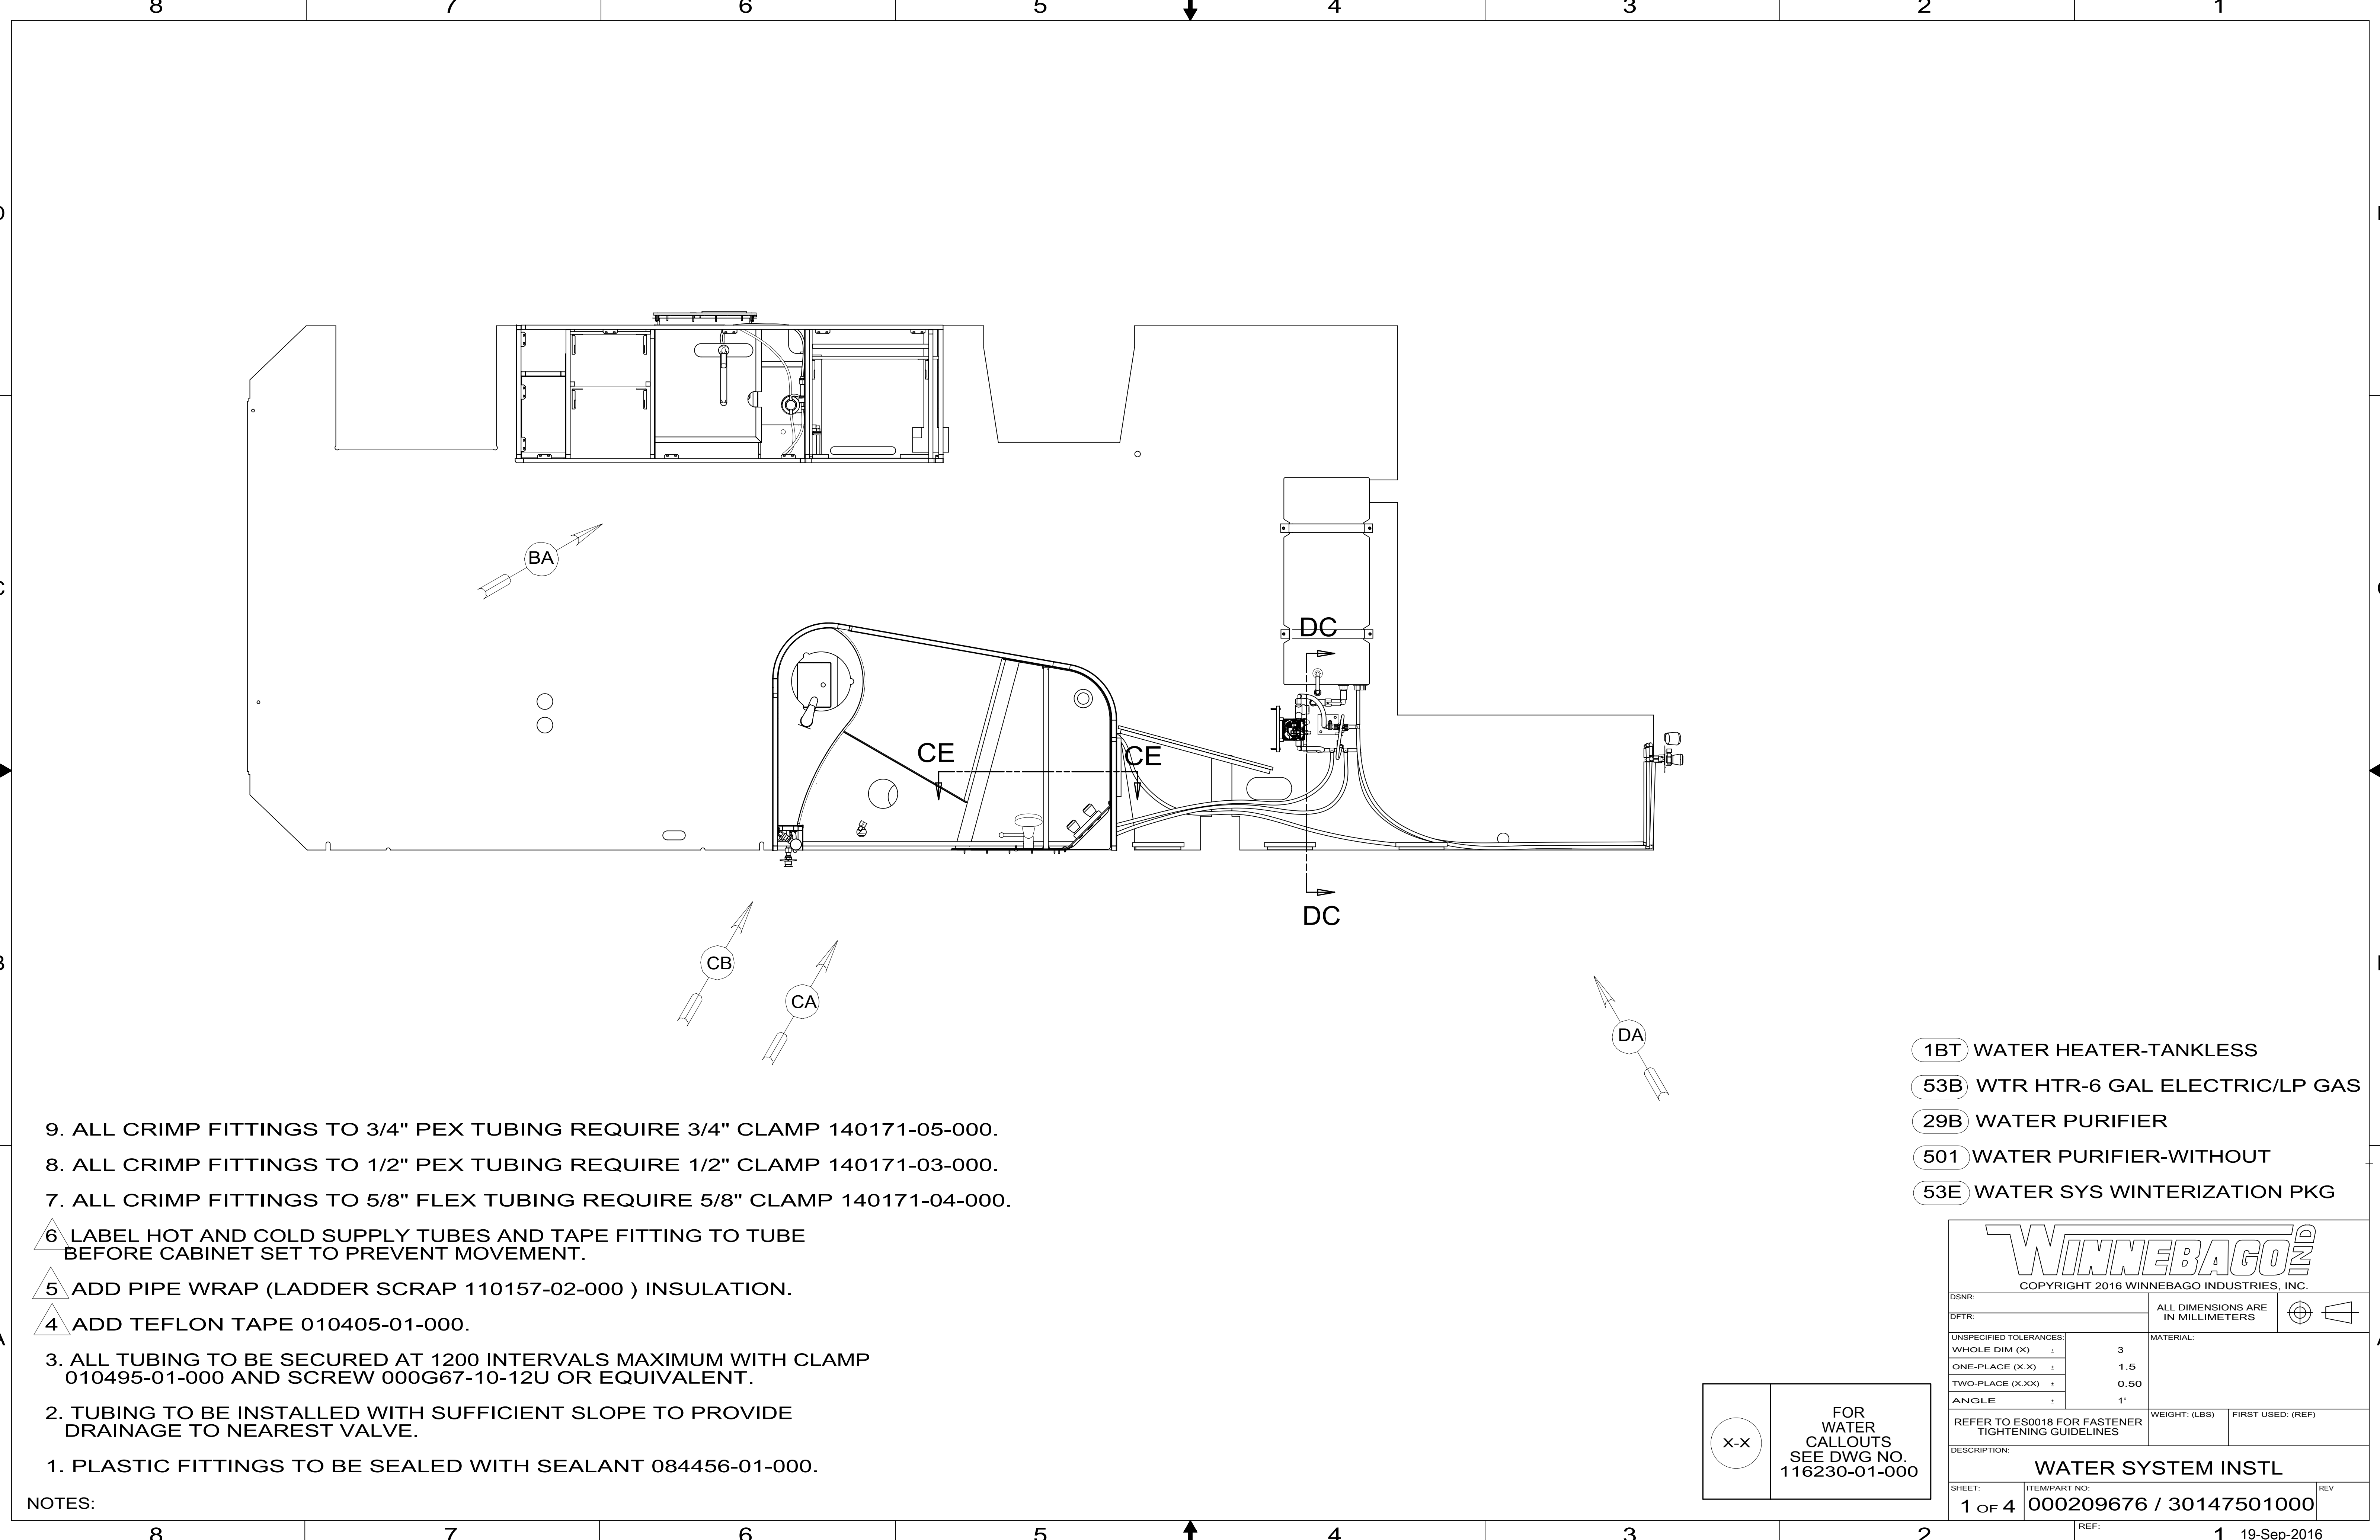 8 7 6 5 4 3 2 1
C
BA
DC
CE CE
DC
B
CB
CA
DA
1BT WATER HEATER-TANKLESS
53B WTR HTR-6 GAL ELECTRIC/LP GAS
29B WATER PURIFIER
501 WATER PURIFIER-WITHOUT
53E WATER SYS WINTERIZATION PKG
9. ALL CRIMP FITTINGS TO 3/4" PEX TUBING REQUIRE 3/4" CLAMP 140171-05-000.
8. ALL CRIMP FITTINGS TO 1/2" PEX TUBING REQUIRE 1/2" CLAMP 140171-03-000.
7. ALL CRIMP FITTINGS TO 5/8" FLEX TUBING REQUIRE 5/8" CLAMP 140171-04-000.
6 LABEL HOT AND COLD SUPPLY TUBES AND TAPE FITTING TO TUBE
BEFORE CABINET SET TO PREVENT MOVEMENT.
5 ADD PIPE WRAP (LADDER SCRAP 110157-02-000 ) INSULATION.
4 ADD TEFLON TAPE 010405-01-000.
3. ALL TUBING TO BE SECURED AT 1200 INTERVALS MAXIMUM WITH CLAMP
010495-01-000 AND SCREW 000G67-10-12U OR EQUIVALENT.
2. TUBING TO BE INSTALLED WITH SUFFICIENT SLOPE TO PROVIDE
DRAINAGE TO NEAREST VALVE.
1. PLASTIC FITTINGS TO BE SEALED WITH SEALANT 084456-01-000.
NOTES:
X-X
FOR
WATER
CALLOUTS
SEE DWG NO.
116230-01-000
WINNEBAGO IND
COPYRIGHT 2016 WINNEBAGO INDUSTRIES, INC.
DSNR:
DFTR:
ALL DIMENSIONS ARE
IN MILLIMETERS
UNSPECIFIED TOLERANCES:
WHOLE DIM (X) ± 3
ONE-PLACE (X.X) ± 1.5
TWO-PLACE (X.XX) ± 0.50
ANGLE ± 1°
MATERIAL:
REFER TO ES0018 FOR FASTENER
TIGHTENING GUIDELINES
WEIGHT: (LBS)
FIRST USED: (REF)
DESCRIPTION:
WATER SYSTEM INSTL
SHEET:
1 OF 4
ITEM/PART NO:
000209676 / 30147501000
REV
8 7 6 5 4 3 2 1
REF:
19-Sep-2016